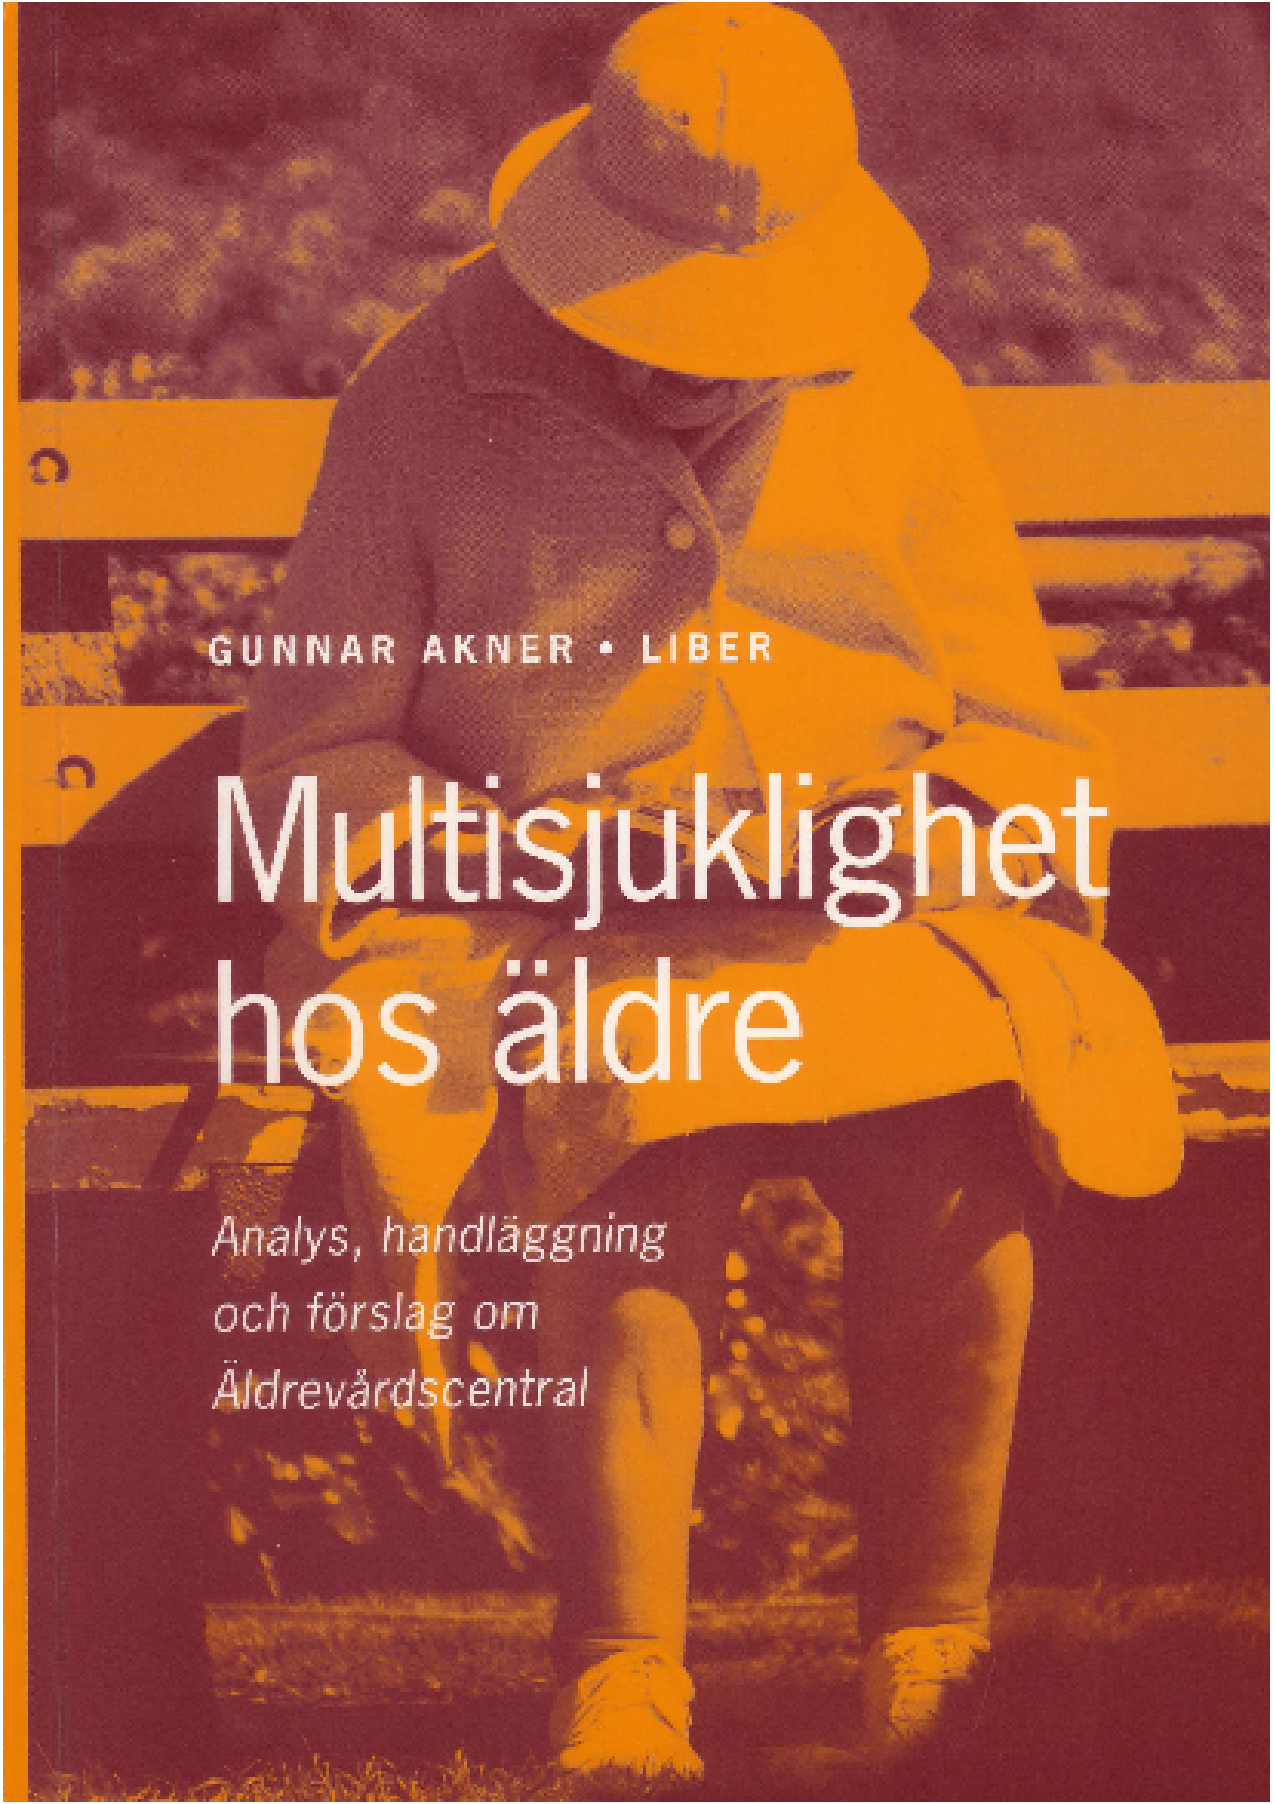 GUNNAR AKNER • LIBER
Multisjuklighet
hos äldre
Analys, handläggning
och förslag om
Äldrevårdscentral